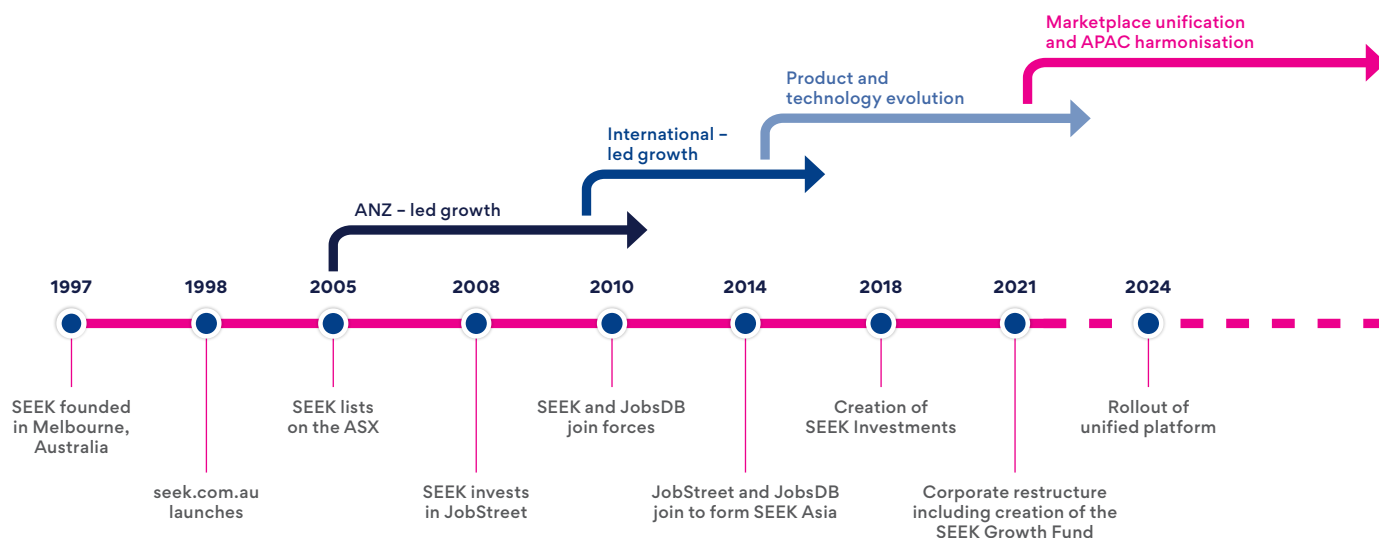 Marketplace unification
and APAC harmonisation
Product and
technology evolution
International –
led growth
ANZ – led growth
1997
1998
2005
2008
2010
2014
2018
2021
2024
SEEK founded
in Melbourne,
Australia
seek.com.au
launches
SEEK lists
on the ASX
SEEK invests
in JobStreet
SEEK and JobsDB
join forces
JobStreet and JobsDB
join to form SEEK Asia
Creation of
SEEK Investments
Corporate restructure
including creation of the
SEEK Growth Fund
Rollout of
unified platform